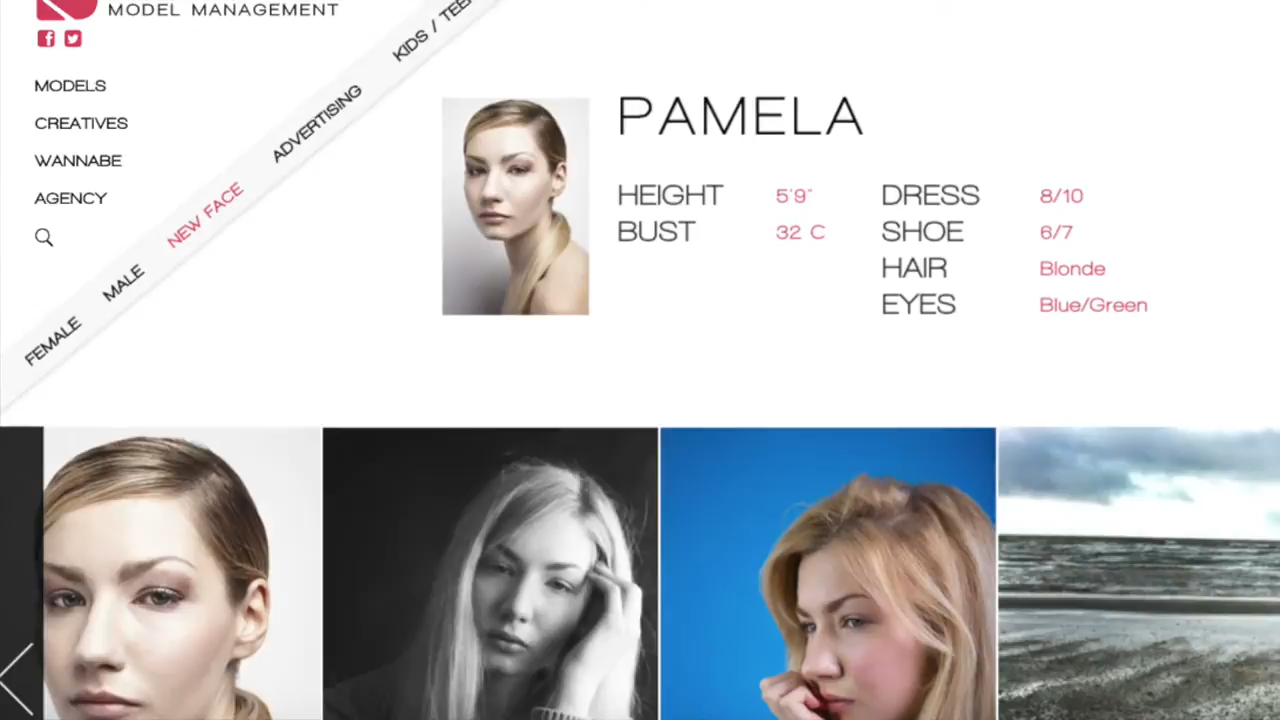 MODEL MANAGEMENT
MODELS
CREATIVES
WANNABE
AGENCY
FEMALE
MALE
NEW FACE
ADVERTISING
KIDS /
PAMELA
HEIGHT 5'9" DRESS 8/10
BUST 32 C SHOE 6/7
HAIR Blonde
EYES Blue/Green